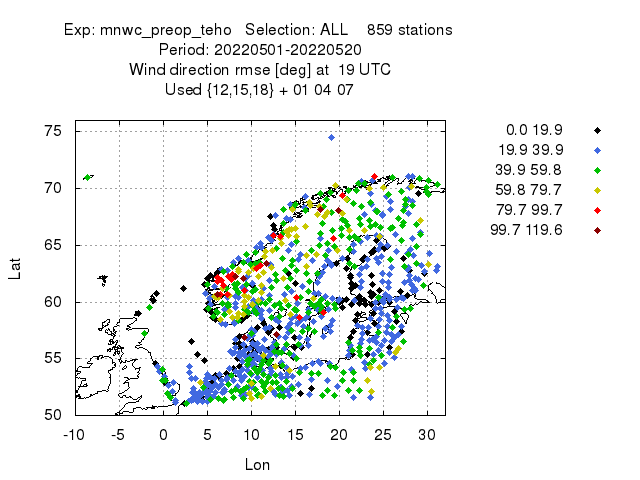 Exp: mnwc_preop_teho   Selection: ALL    859 stations
Period: 20220501-20220520
Wind direction rmse [deg] at  19 UTC
Used {12,15,18} + 01 04 07
0.0 19.9
19.9 39.9
39.9 59.8
59.8 79.7
79.7 99.7
99.7 119.6
75
70
65
60
55
50
Lat
-10 -5 0 5 10 15 20 25 30
Lon